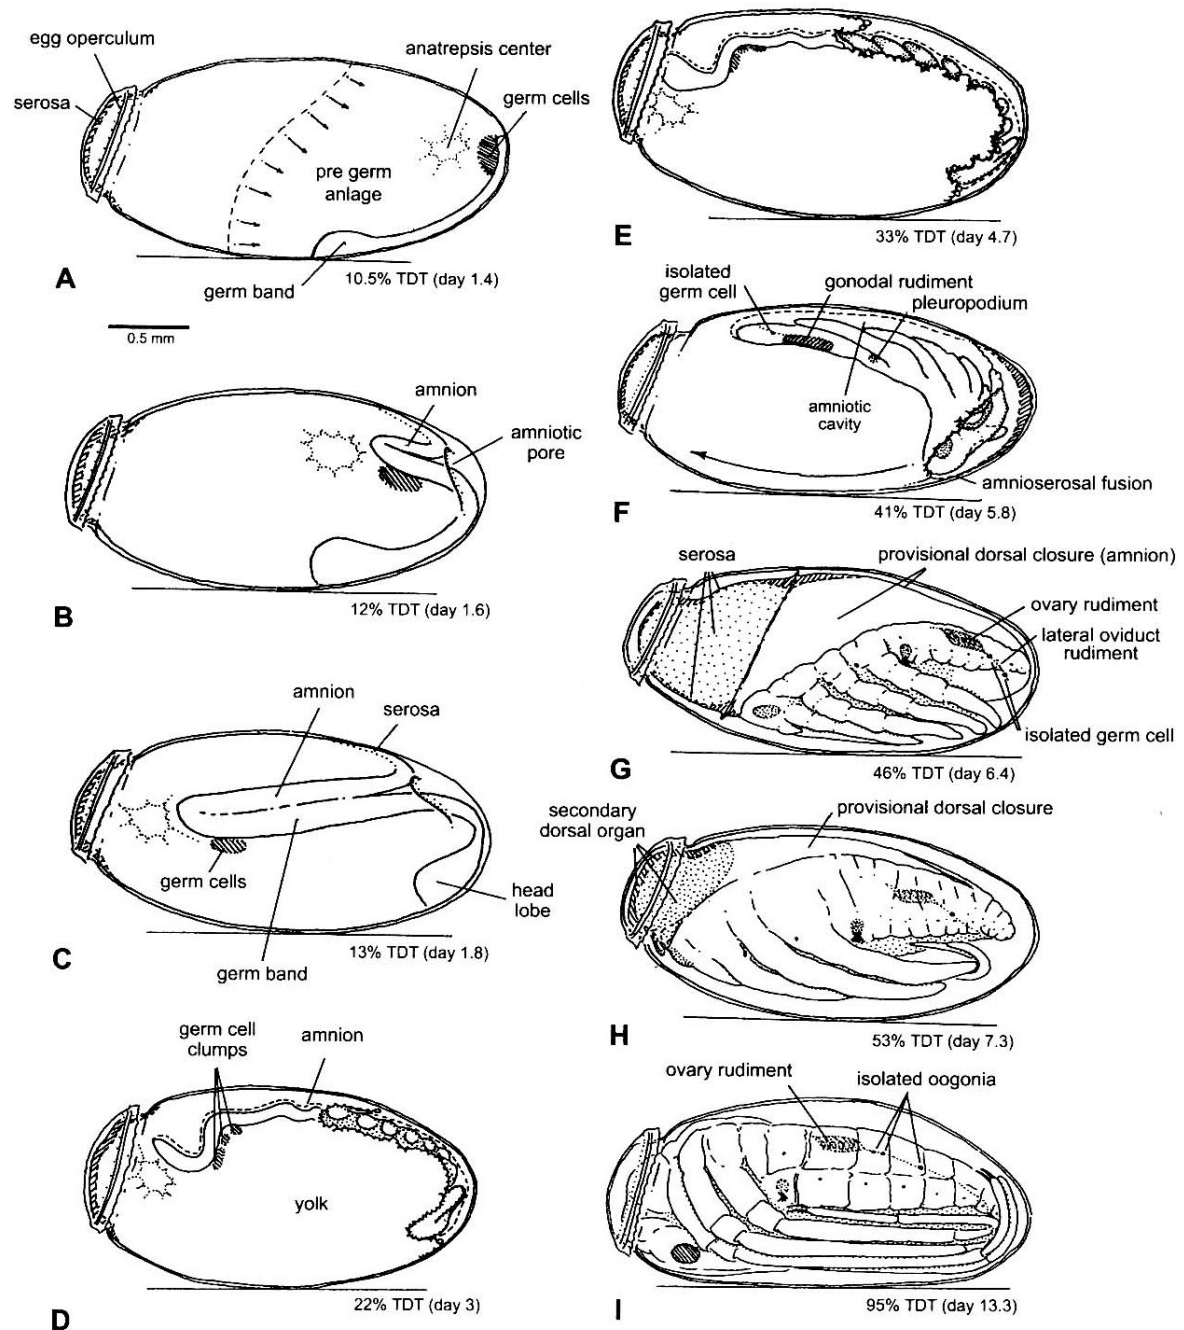 egg operculum
serosa
anatrepsis center
germ cells
pre germ
anlage
germ band
A
10.5% TDT (day 1.4)
0.5 mm
amnion
amniotic
pore
B
12% TDT (day 1.6)
amnion
serosa
germ cells
head
lobe
germ band
C
13% TDT (day 1.8)
germ cell
clumps
amnion
yolk
D
22% TDT (day 3)
E
33% TDT (day 4.7)
isolated
germ cell
gonodal rudiment
pleuropodium
amniotic
cavity
amnioserosal fusion
F
41% TDT (day 5.8)
serosa
provisional dorsal closure (amnion)
ovary rudiment
lateral oviduct
rudiment
isolated germ cell
G
46% TDT (day 6.4)
secondary
dorsal organ
provisional dorsal closure
H
53% TDT (day 7.3)
ovary rudiment
isolated oogonia
I
95% TDT (day 13.3)